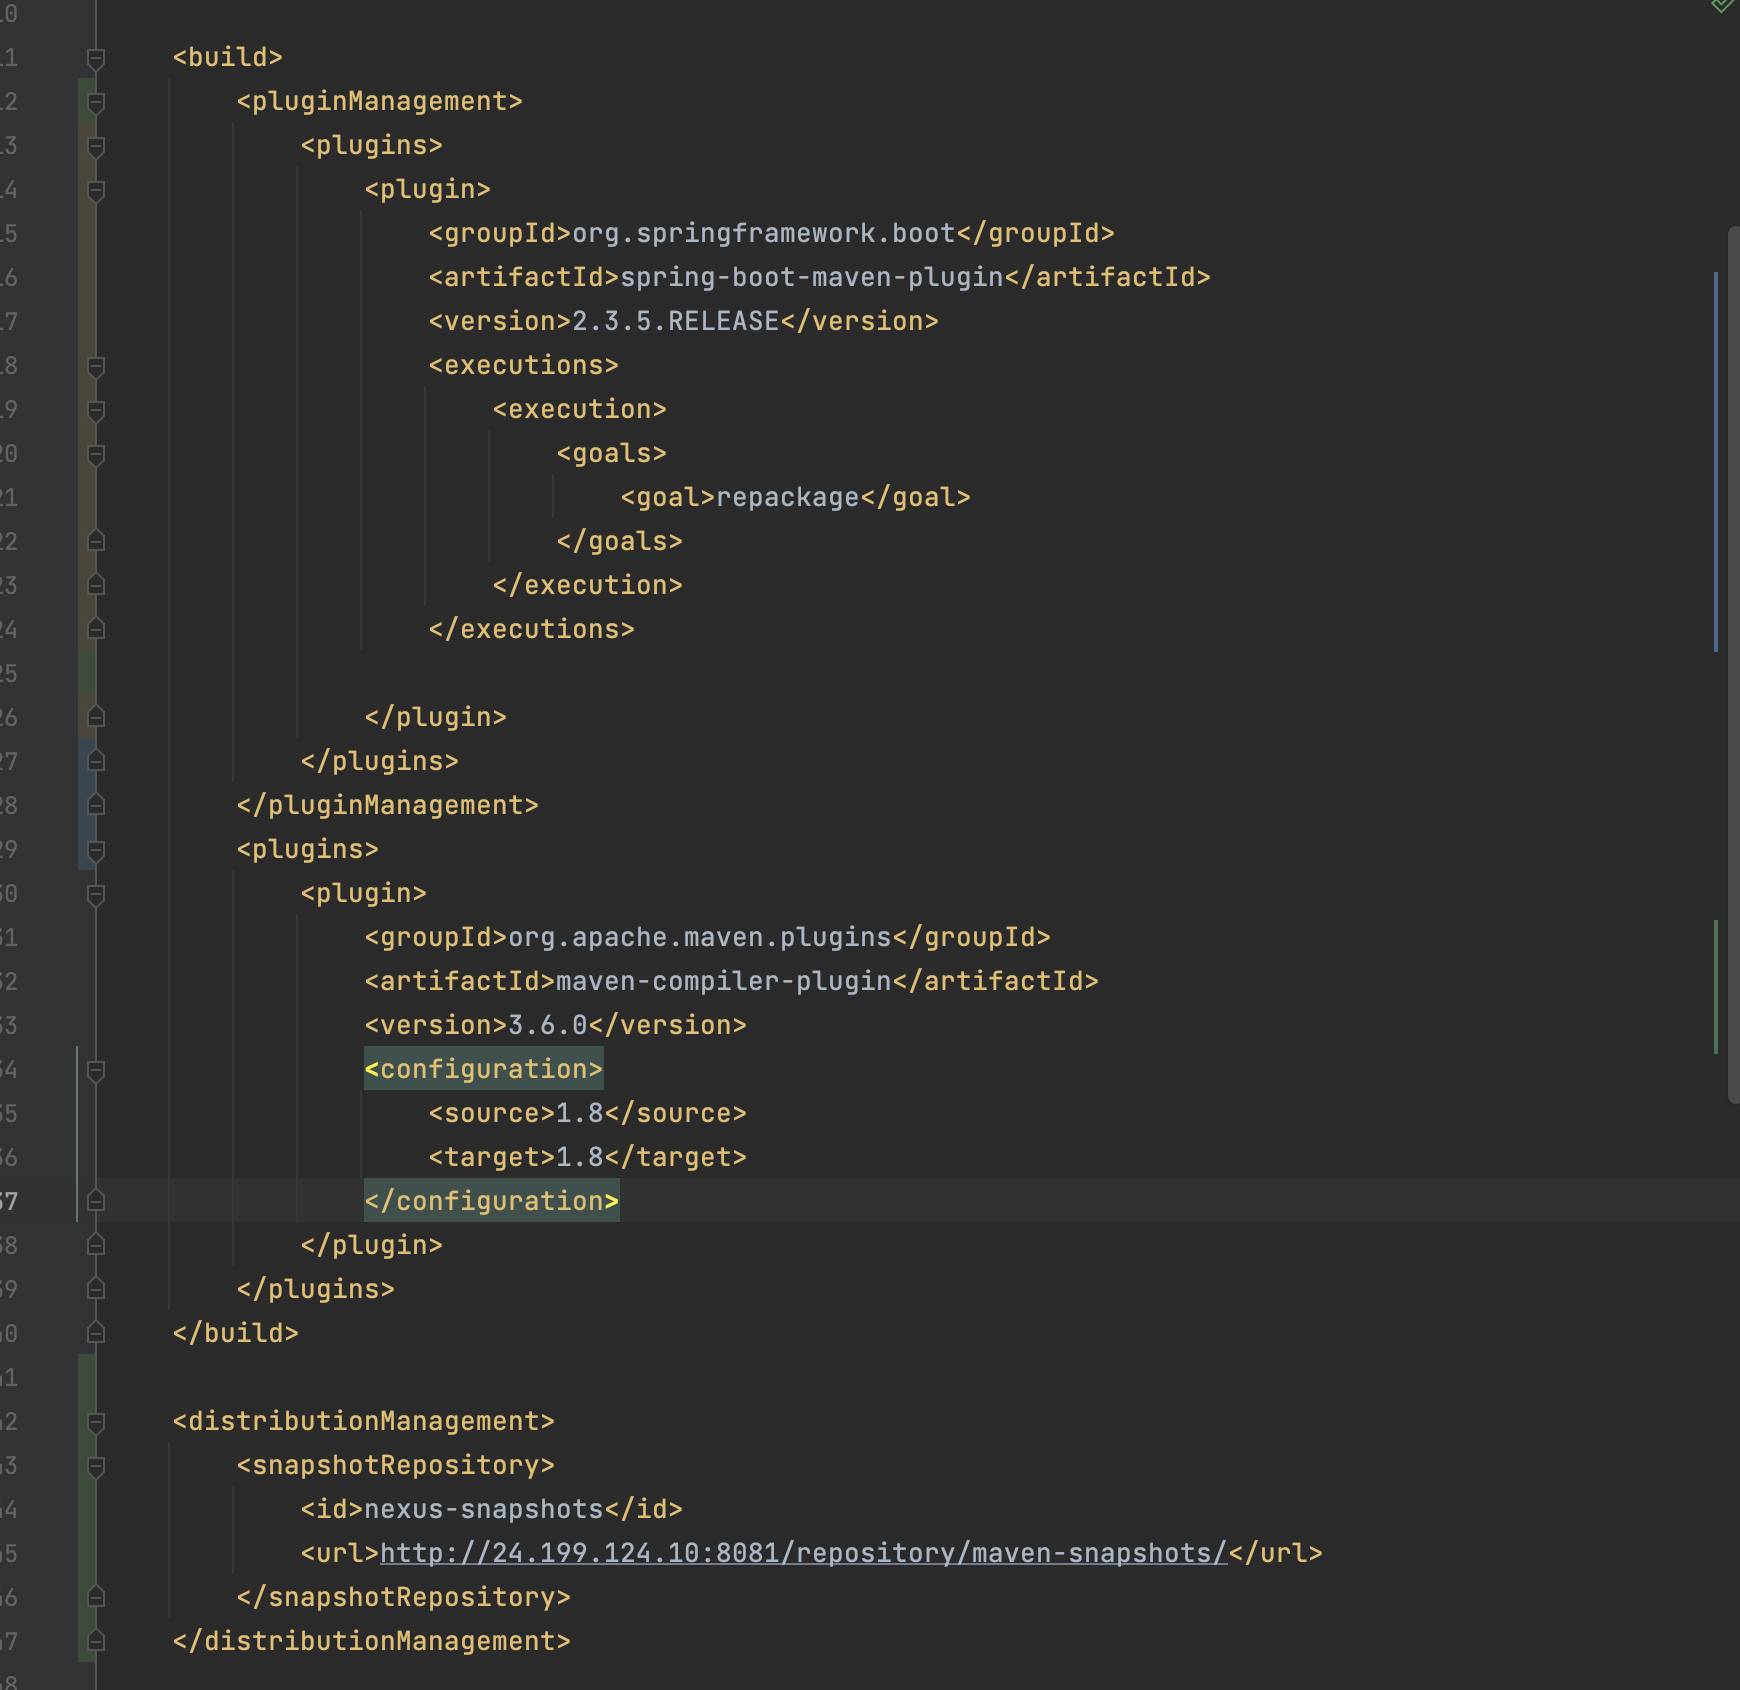 10
11 <build>
12 <pluginManagement>
13 <plugins>
14 <plugin>
15 <groupId>org.springframework.boot</groupId>
16 <artifactId>spring-boot-maven-plugin</artifactId>
17 <version>2.3.5.RELEASE</version>
18 <executions>
19 <execution>
20 <goals>
21 <goal>repackage</goal>
22 </goals>
23 </execution>
24 </executions>
25
26 </plugin>
27 </plugins>
28 </pluginManagement>
29 <plugins>
30 <plugin>
31 <groupId>org.apache.maven.plugins</groupId>
32 <artifactId>maven-compiler-plugin</artifactId>
33 <version>3.6.0</version>
34 <configuration>
35 <source>1.8</source>
36 <target>1.8</target>
37 </configuration>
38 </plugin>
39 </plugins>
40 </build>
41
42 <distributionManagement>
43 <snapshotRepository>
44 <id>nexus-snapshots</id>
45 <url>http://24.199.124.10:8081/repository/maven-snapshots/</url>
46 </snapshotRepository>
47 </distributionManagement>
48